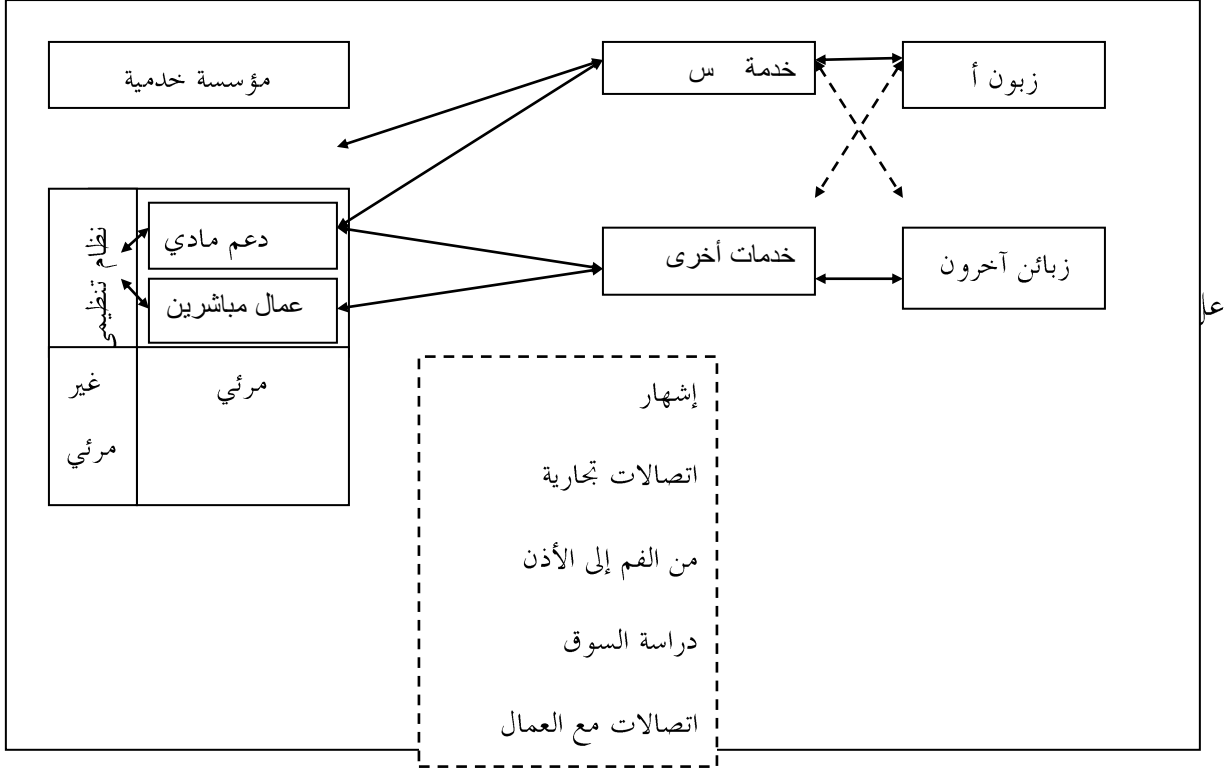 زبون أ
خدمة س
مؤسسة خدمية
زبائن آخرون
خدمات أخرى
دعم مادي
عمال مباشرين
نظام تنظيمي
مرئي
غير
مرئي
إشهار
اتصالات تجارية
من الفم إلى الأذن
دراسة السوق
اتصالات مع العمال